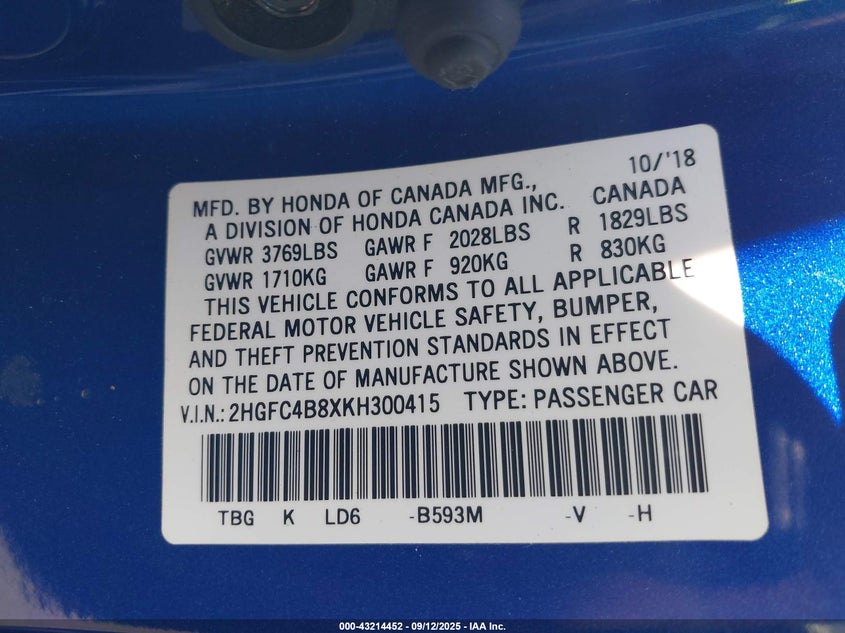 10/'18
MFD. BY HONDA OF CANADA MFG., CANADA
A DIVISION OF HONDA CANADA INC.
GVWR 3769LBS GAWR F 2028LBS R 1829LBS
GVWR 1710KG GAWR F 920KG R 830KG
THIS VEHICLE CONFORMS TO ALL APPLICABLE
FEDERAL MOTOR VEHICLE SAFETY, BUMPER,
AND THEFT PREVENTION STANDARDS IN EFFECT
ON THE DATE OF MANUFACTURE SHOWN ABOVE.
V.I.N.: 2HGFC4B8XKH300415 TYPE: PASSENGER CAR
TBG K LD6 -B593M -V -H
000-43214452 - 09/12/2025 - IAA Inc.